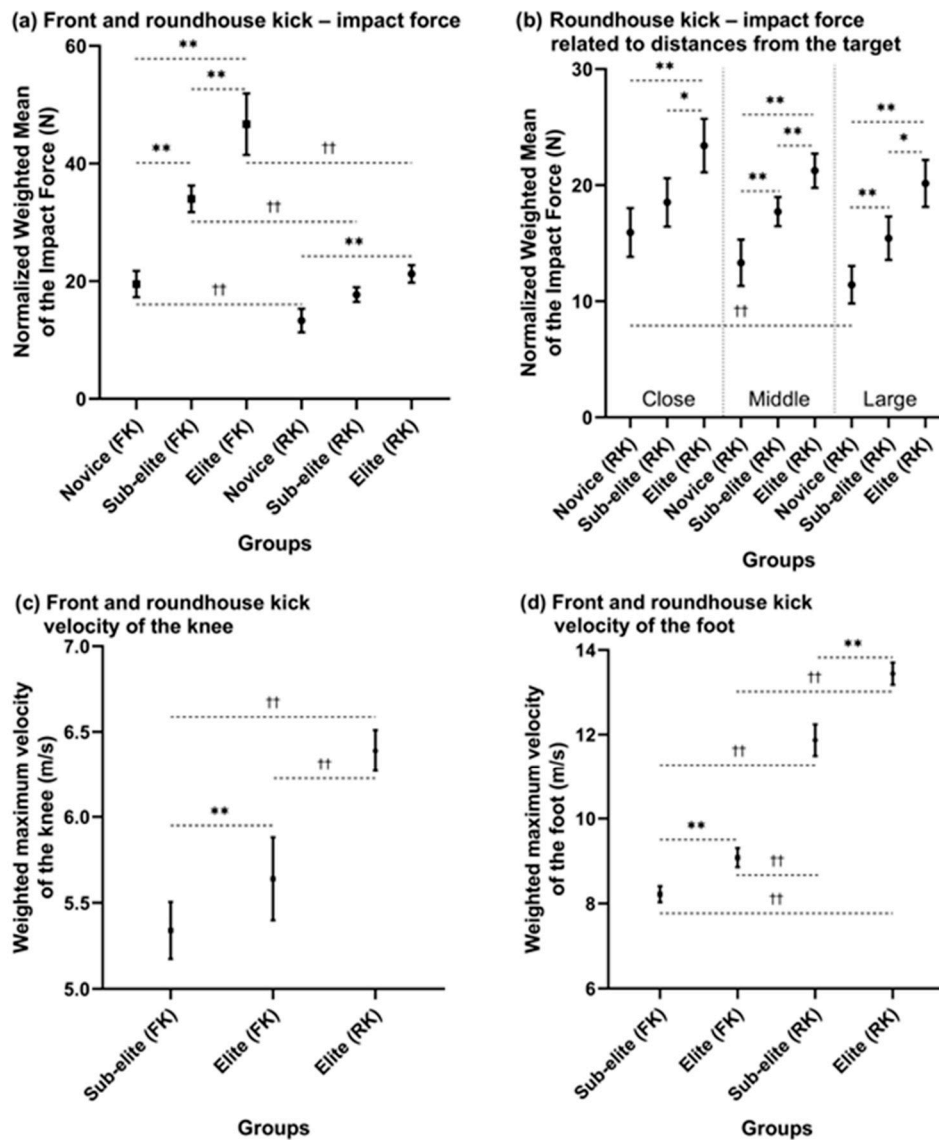 (a) Front and roundhouse kick – impact force
Normalized Weighted Mean
of the Impact Force (N)
60
40
20
0
**
**
**
††
††
**
††
Novice (FK)
Sub-elite (FK)
Elite (FK)
Novice (RK)
Sub-elite (RK)
Elite (RK)
Groups
(b) Roundhouse kick – impact force
related to distances from the target
Normalized Weighted Mean
of the Impact Force (N)
30
20
10
0
**
*
**
**
**
**
*
**
††
Close
Middle
Large
Novice (RK)
Sub-elite (RK)
Elite (RK)
Novice (RK)
Sub-elite (RK)
Elite (RK)
Novice (RK)
Sub-elite (RK)
Elite (RK)
Groups
(c) Front and roundhouse kick
velocity of the knee
Weighted maximum velocity
of the knee (m/s)
7.0
6.5
6.0
5.5
5.0
††
††
**
Sub-elite (FK)
Elite (FK)
Elite (RK)
Groups
(d) Front and roundhouse kick
velocity of the foot
Weighted maximum velocity
of the foot (m/s)
14
12
10
8
6
**
††
††
**
††
††
Sub-elite (FK)
Elite (FK)
Sub-elite (RK)
Elite (RK)
Groups